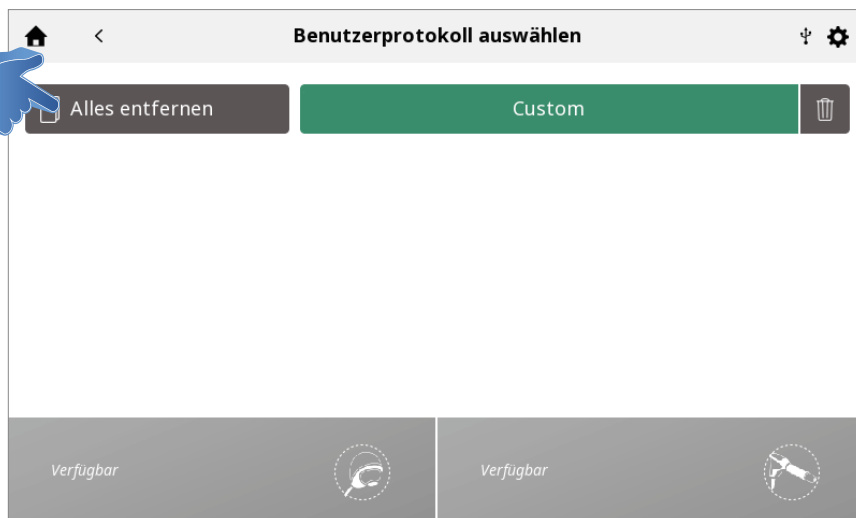 Benutzerprotokoll auswählen
Alles entfernen
Custom
Verfügbar
Verfügbar